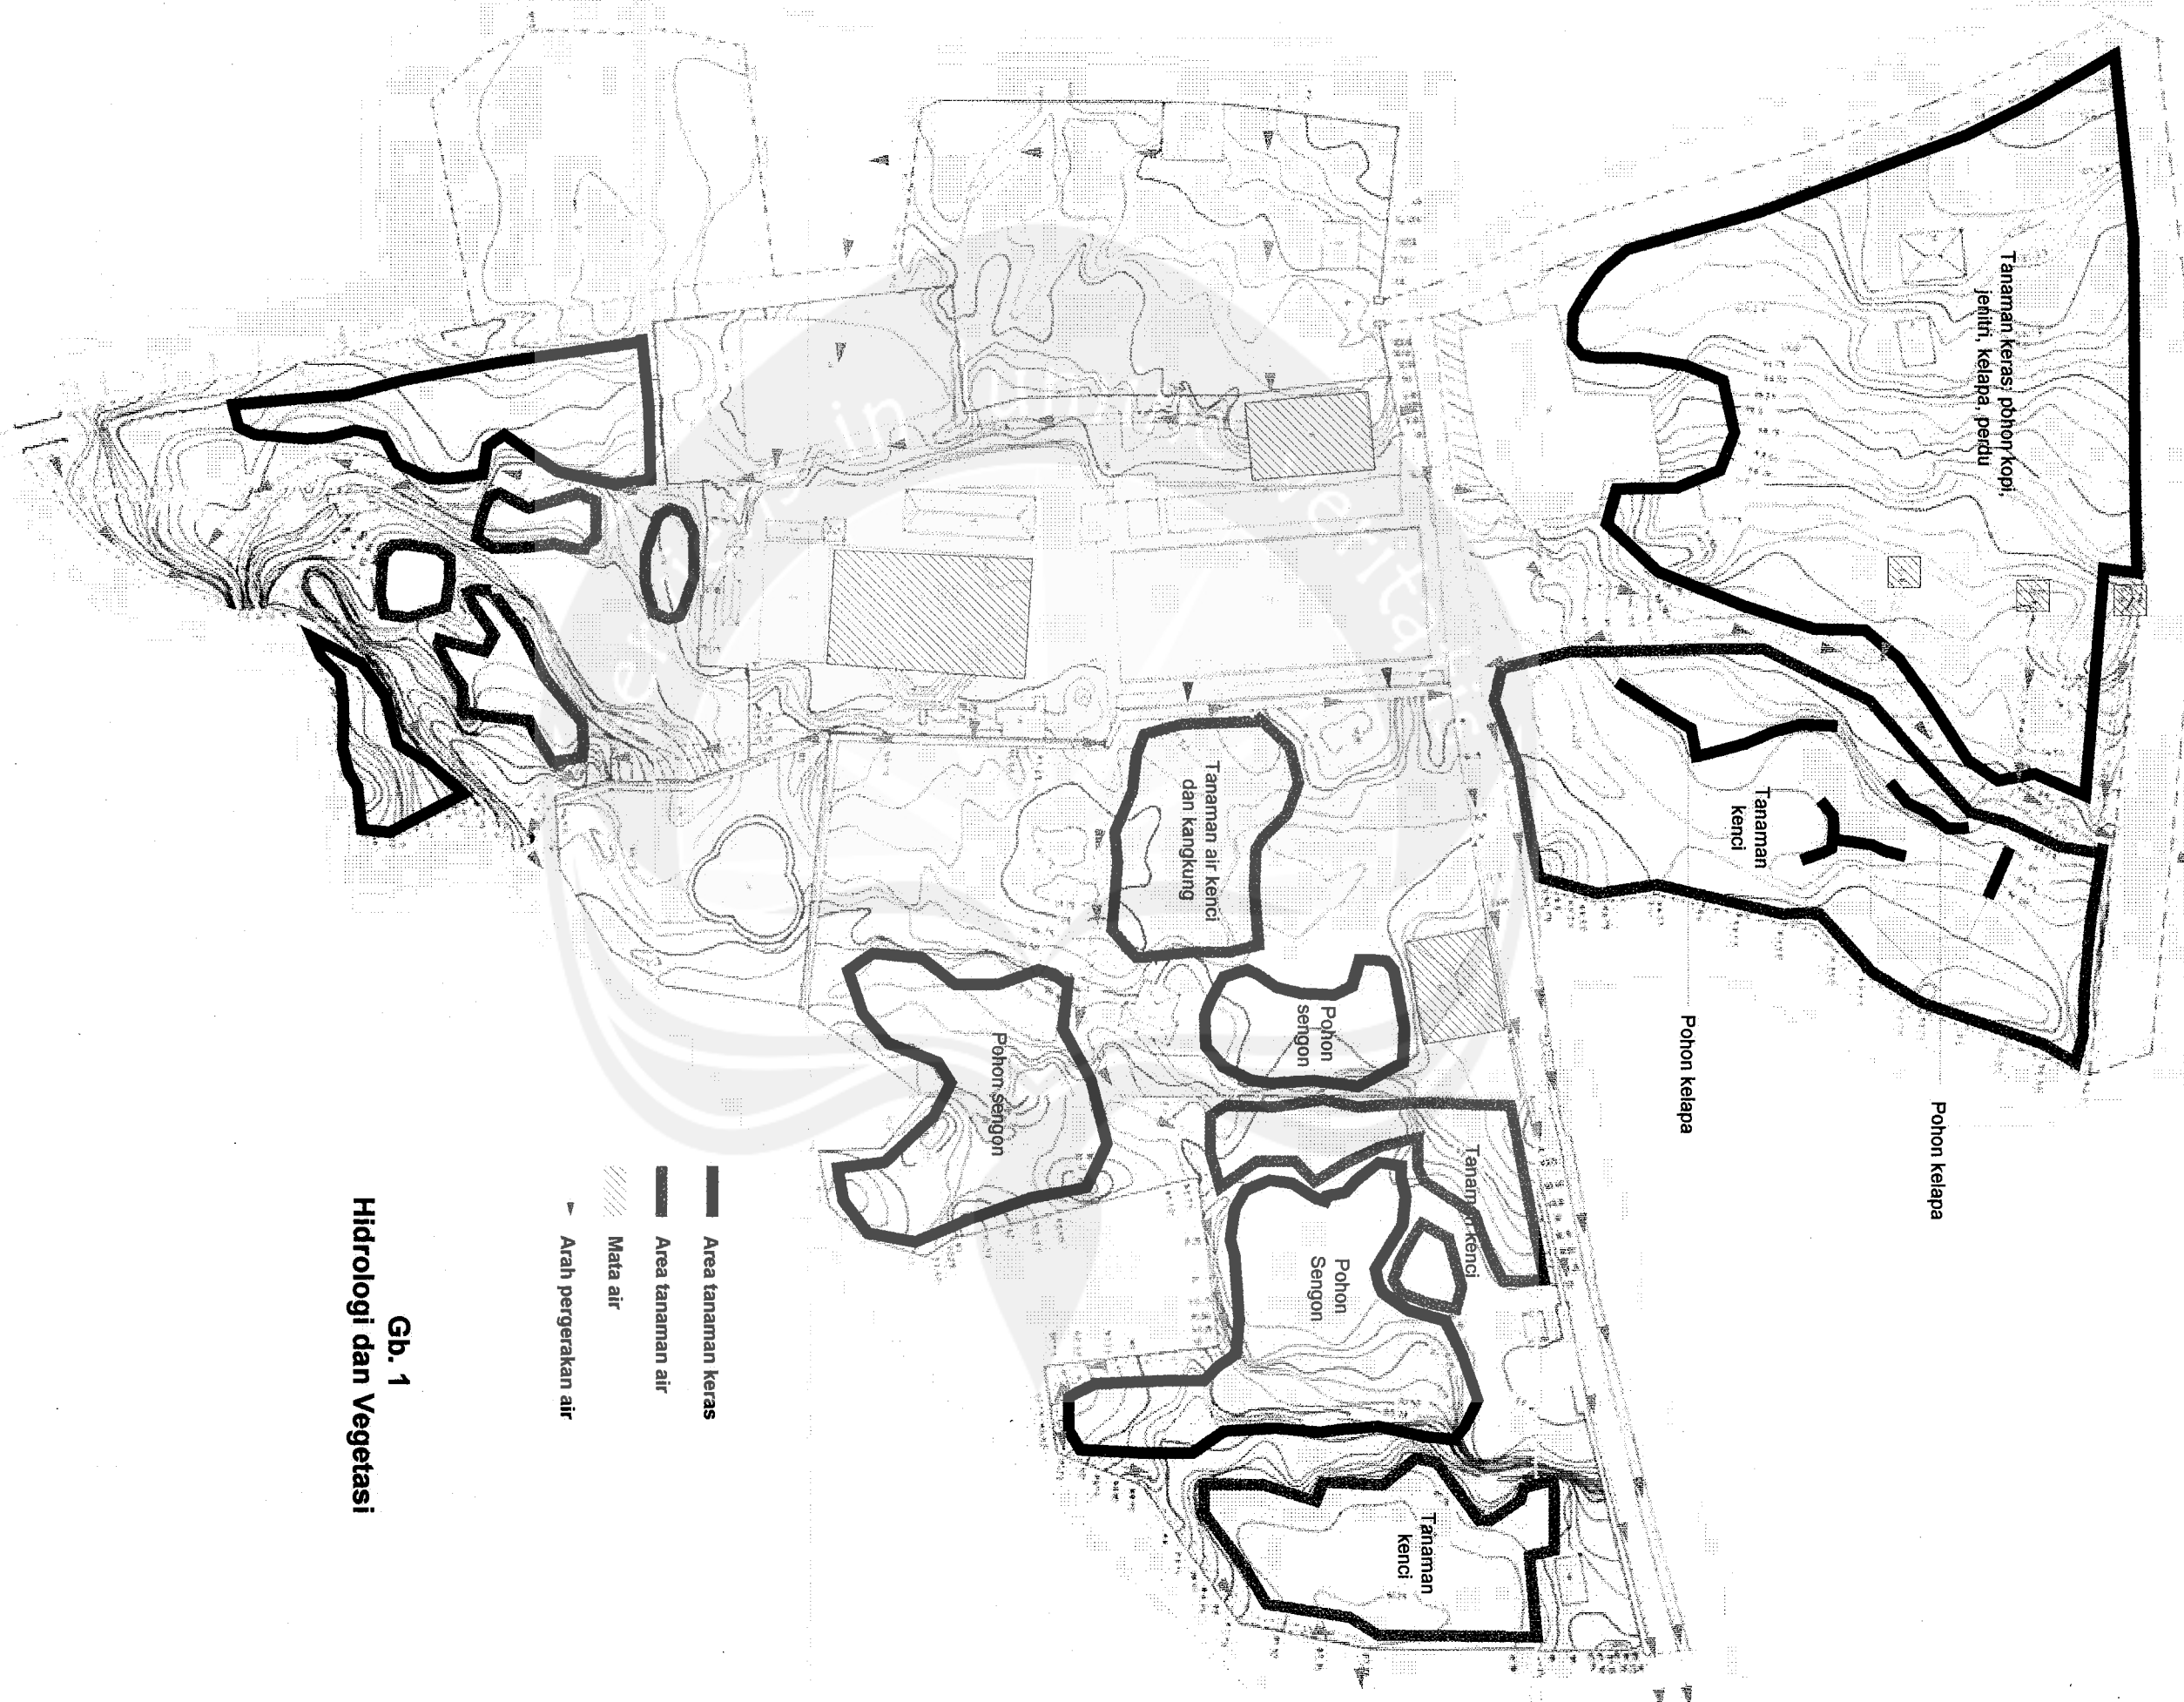 Tanaman keras: pohon kopi,
jenitri, kelapa, perdu
Tanaman
kenci
Pohon kelapa
Pohon kelapa
Tanaman air kenci
dan kangkung
Pohon
sengon
Pohon sengon
Tanaman kenci
Pohon
Sengon
Tanaman
kenci
Area tanaman keras
Area tanaman air
Mata air
Arah pergerakan air
Gb. 1
Hidrologi dan Vegetasi